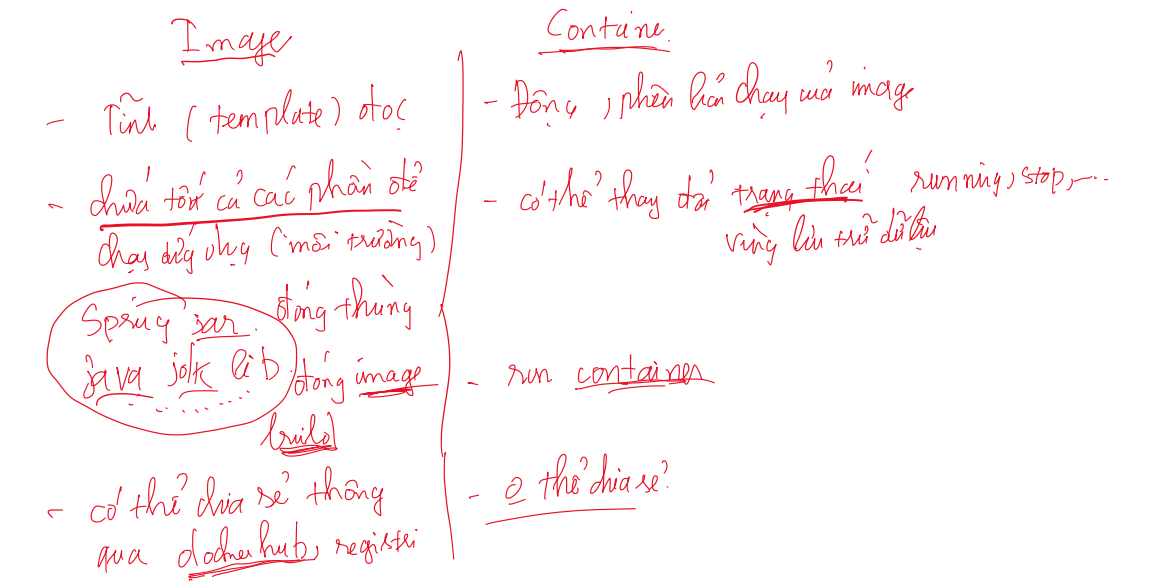 Image
- Tĩnh (template) đọc
- chứa tất cả các phần để
chạy ứng dụng (môi trường)
Spring jar.
java jdk lib.
đóng thùng
đóng image
build
- có thể chia sẻ thông
qua dockerhub, registri
Containe.
- Động, phiên bản chạy của image
- có thể thay đổi trạng thái running, stop,...
vùng lưu trữ dữ liệu
- run container
- 0 thể chia sẻ